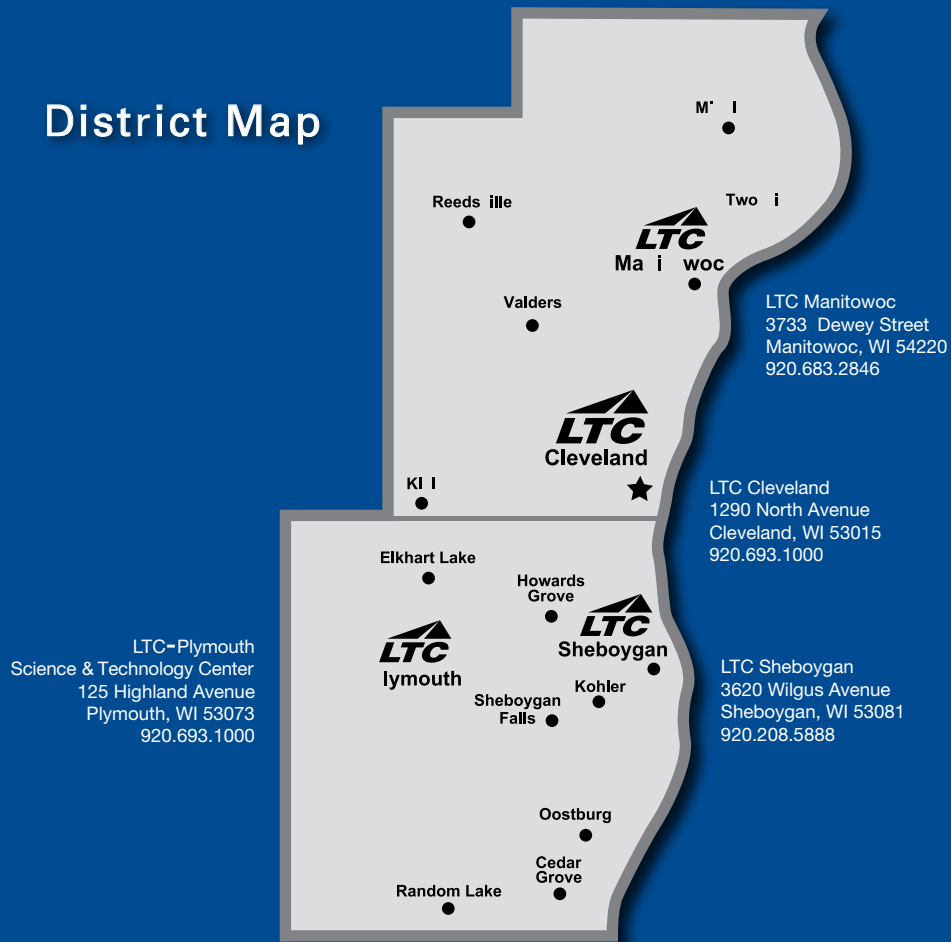 District Map
Reeds ille
Two i
LTC
Ma i woc
Valders
LTC Manitowoc
3733 Dewey Street
Manitowoc, WI 54220
920.683.2846
LTC
Cleveland
LTC Cleveland
1290 North Avenue
Cleveland, WI 53015
920.693.1000
Elkhart Lake
Howards
Grove
LTC
Sheboygan
LTC
lymouth
LTC-Plymouth
Science & Technology Center
125 Highland Avenue
Plymouth, WI 53073
920.693.1000
Kohler
Sheboygan
Falls
LTC Sheboygan
3620 Wilgus Avenue
Sheboygan, WI 53081
920.208.5888
Oostburg
Cedar
Grove
Random Lake